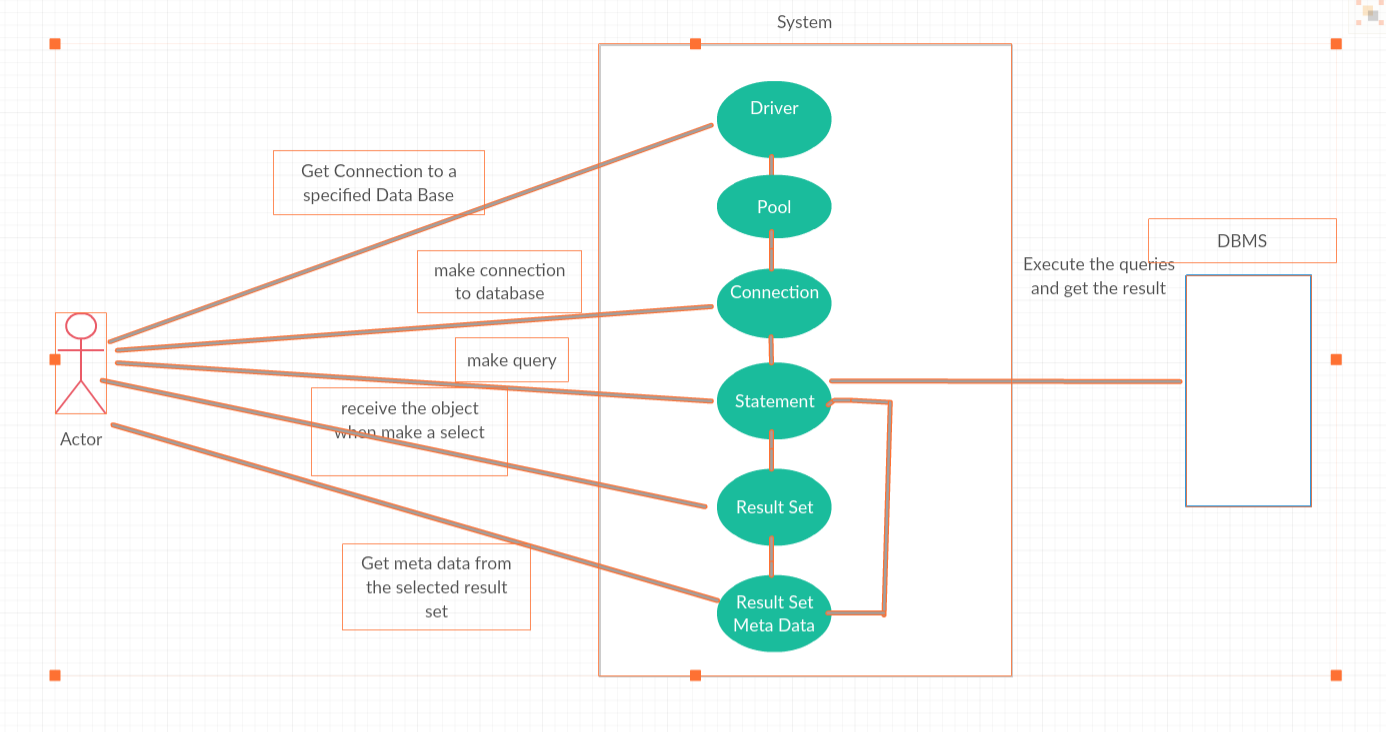 System
Driver
Get Connection to a
specified Data Base
Pool
DBMS
make connection
to database
Connection
Execute the queries
and get the result
make query
Statement
receive the object
when make a select
Actor
Result Set
Get meta data from
the selected result
set
Result Set
Meta Data